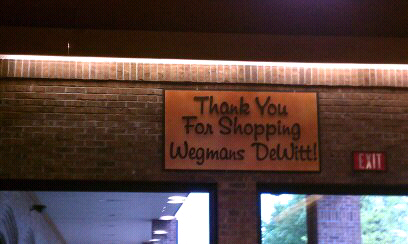 Thank You
For Shopping
Wegmans DeWitt!
EXIT